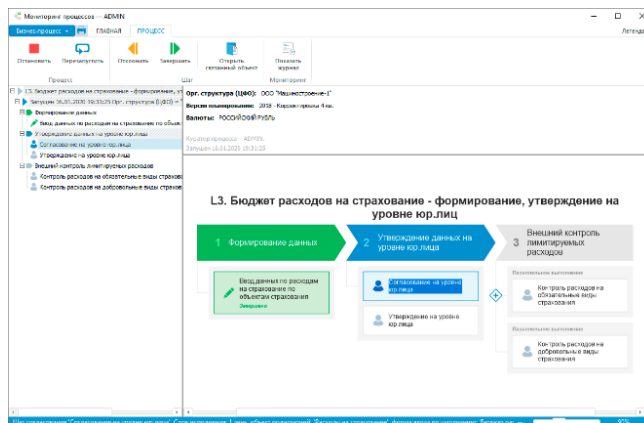 Мониторинг процессов — ADMIN
Бизнес-процесс
ГЛАВНАЯ
ПРОЦЕСС
Легенда
Остановить
Перезапустить
Отклонить
Завершить
Открыть
связанный объект
Показать
журнал
Процесс
Шаг
Мониторинг
L3. Бюджет расходов на страхование - формирование, ут
Запущен 16.01.2020 19:31:25 Орг. структура (ЦФО) = "
Формирование данных
Ввод данных по расходам на страхование по объек
Утверждение данных на уровне юр.лица
Согласование на уровне юр.лица
Утверждение на уровне юр.лица
Внешний контроль лимитируемых расходов
Контроль расходов на обязательные виды страхова
Контроль расходов на добровольные виды страхов
Орг. структура (ЦФО): ООО "Машиностроение-1"
Версия планирования: 2018 - Корректировка 4 кв.
Валюты: РОССИЙСКИЙ РУБЛЬ
Куратор процесса — ADMIN
Запущен 16.01.2020 19:31:25
L3. Бюджет расходов на страхование - формирование, утверждение на
уровне юр.лиц
1 Формирование данных
2 Утверждение данных на
уровне юр.лица
3 Внешний контроль
лимитируемых
расходов
Ввод данных по расходам
на страхование по
объектам страхования
Завершено
Согласование на уровне
юр.лица
Утверждение на уровне
юр.лица
Параллельное выполнение
Контроль расходов на
обязательные виды
страхования
Параллельное выполнение
Контроль расходов на
добровольные виды
страхования
90%